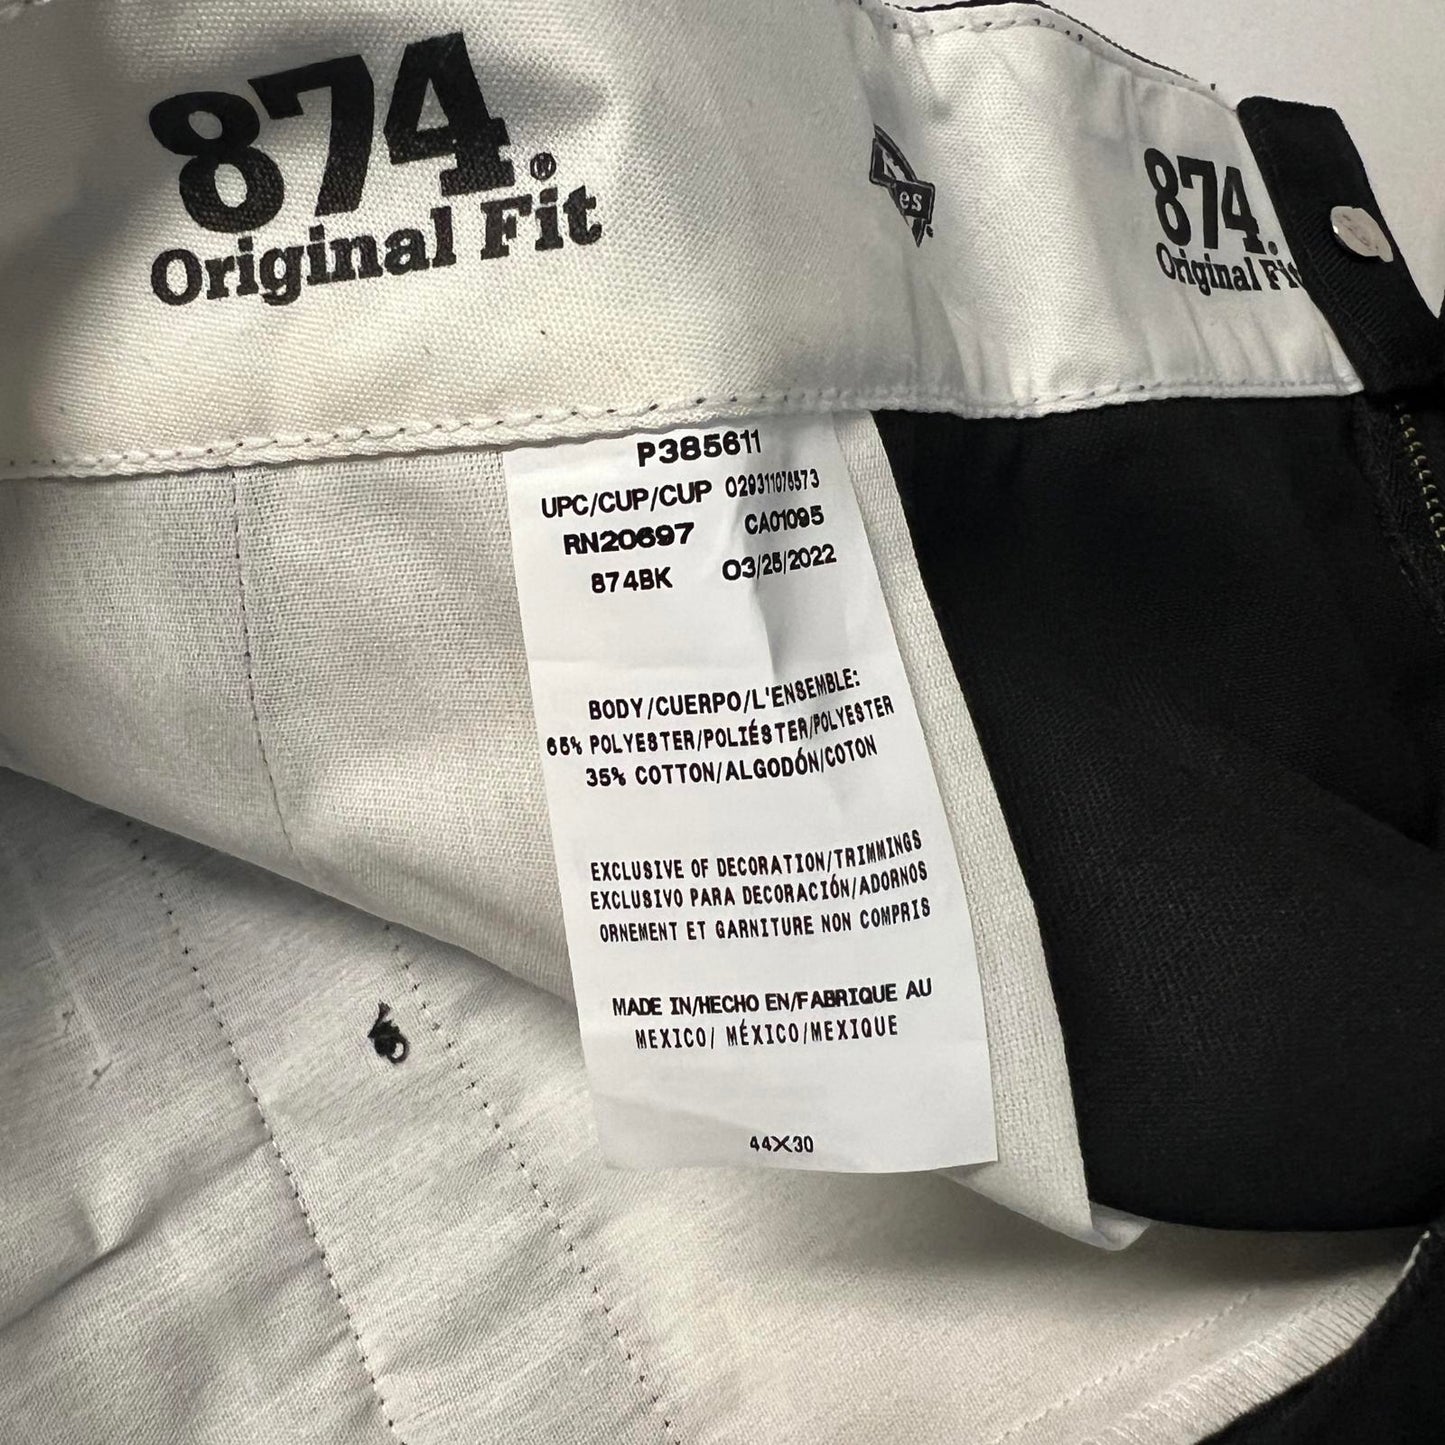 874®
Original Fit
es
874.
Original Fi
P385611
UPC/CUP/CUP 029311076573
RN20697 CA01095
874BK 03/25/2022
BODY/CUERPO/L'ENSEMBLE:
65% POLYESTER/POLIÉSTER/POLYESTER
35% COTTON/ALGODÓN/COTON
EXCLUSIVE OF DECORATION/TRIMMINGS
EXCLUSIVO PARA DECORACIÓN/ADORNOS
ORNEMENT ET GARNITURE NON COMPRIS
MADE IN/HECHO EN/FABRIQUE AU
MEXICO/ MÉXICO/MEXIQUE
44X30